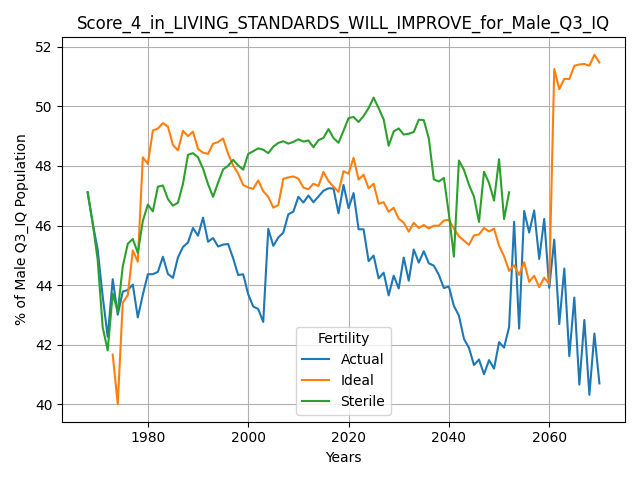 Score_4_in_LIVING_STANDARDS_WILL_IMPROVE_for_Male_Q3_IQ
% of Male Q3_IQ Population
52
50
48
46
44
42
40
Fertility
Actual
Ideal
Sterile
1980
2000
2020
2040
2060
Years